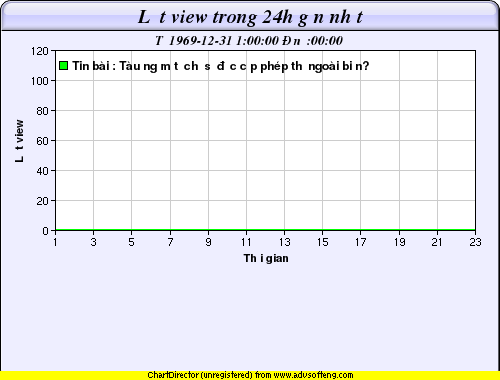 L t view trong 24h g n nh t
T 1969-12-31 1:00:00 Đn :00:00
120
Tin bài : Tàu ng m t ch s đ c c p phép th ngoài bi n?
100
80
60
40
20
0
L t view
1 3 5 7 9 11 13 15 17 19 21 23
Th i gian
ChartDirector (unregistered) from www.advsofteng.com